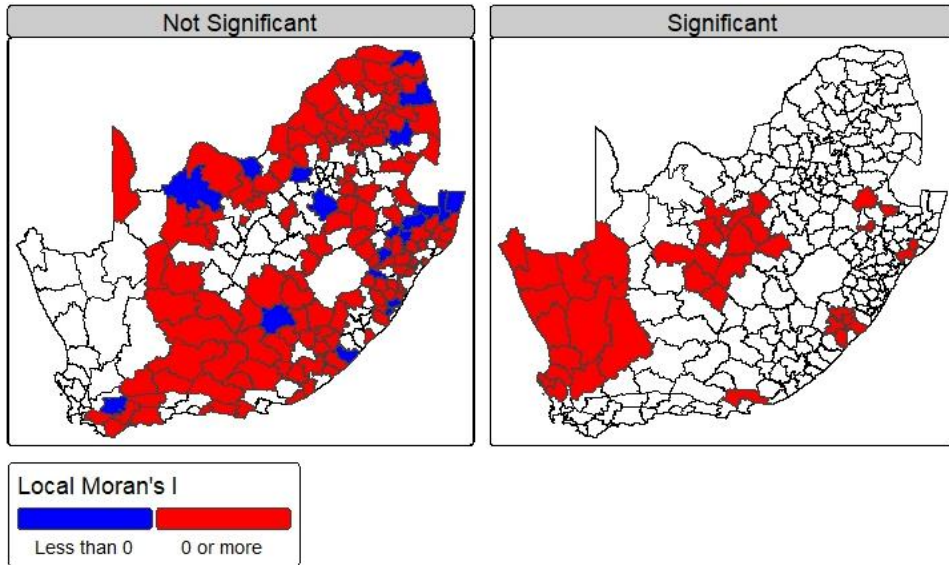 Not Significant
Significant
Local Moran's I
Less than 0
0 or more